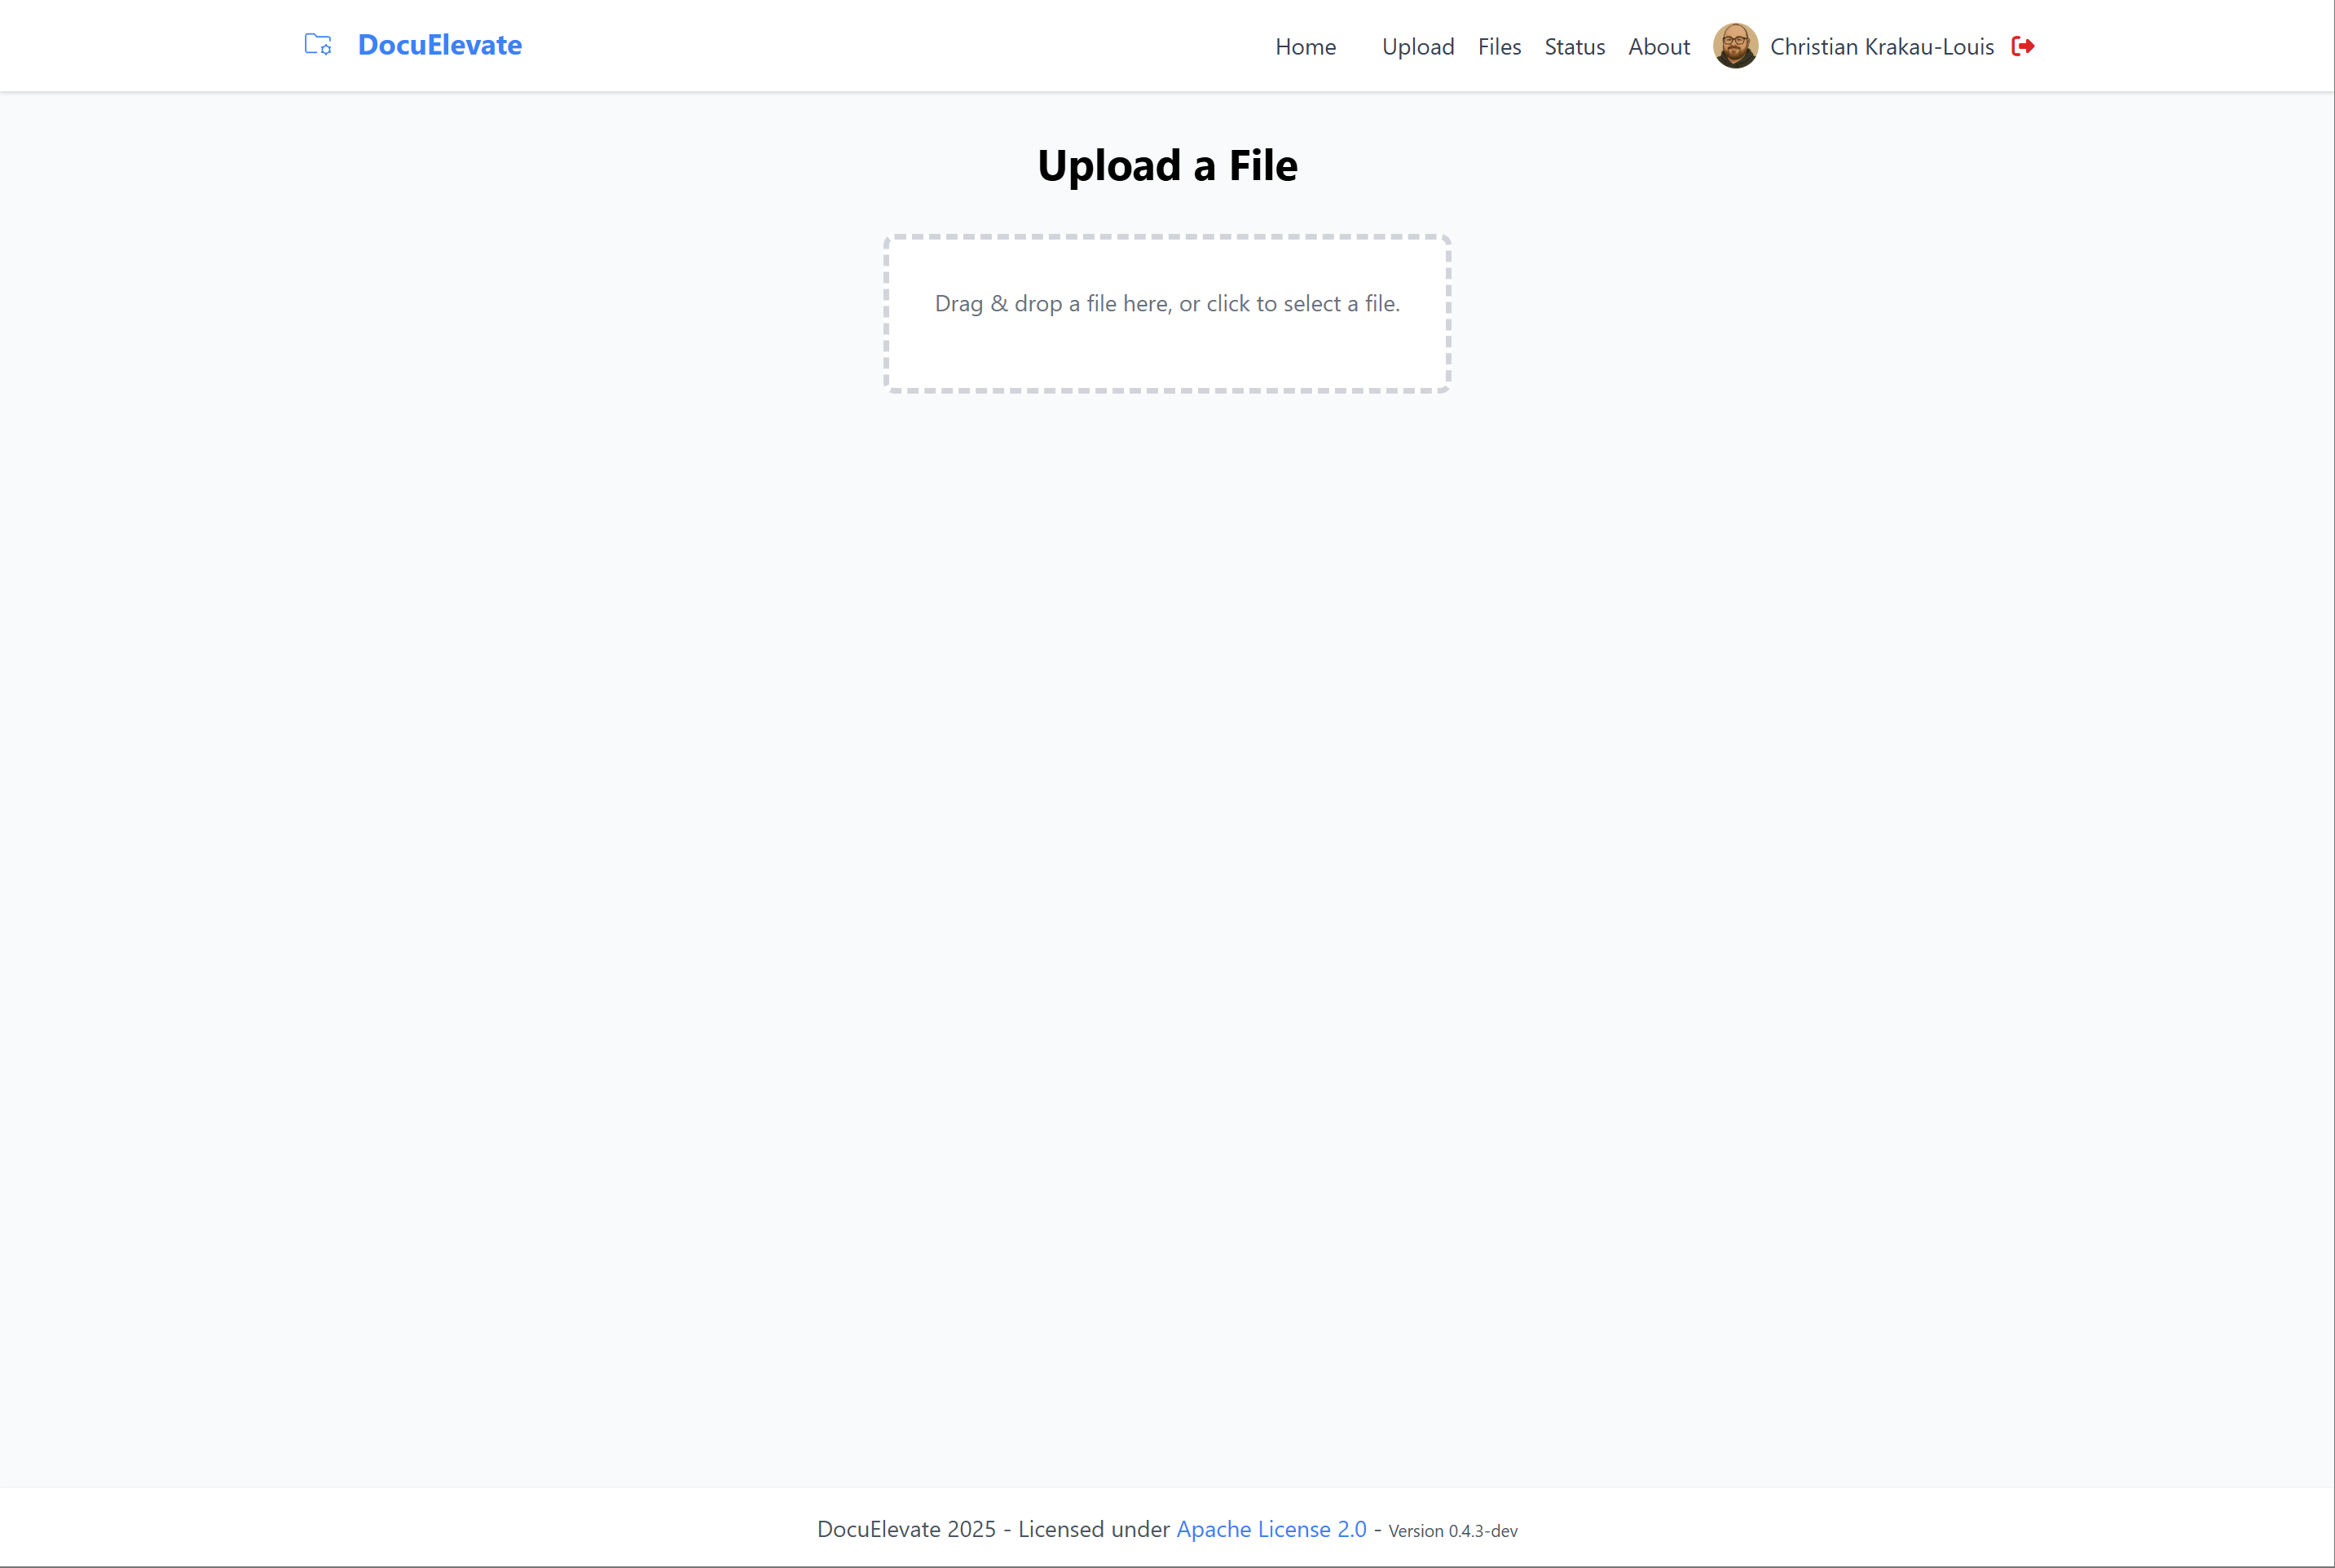 DocuElevate
Home Upload Files Status About Christian Krakau-Louis
Upload a File
Drag & drop a file here, or click to select a file.
DocuElevate 2025 - Licensed under Apache License 2.0 - Version 0.4.3-dev